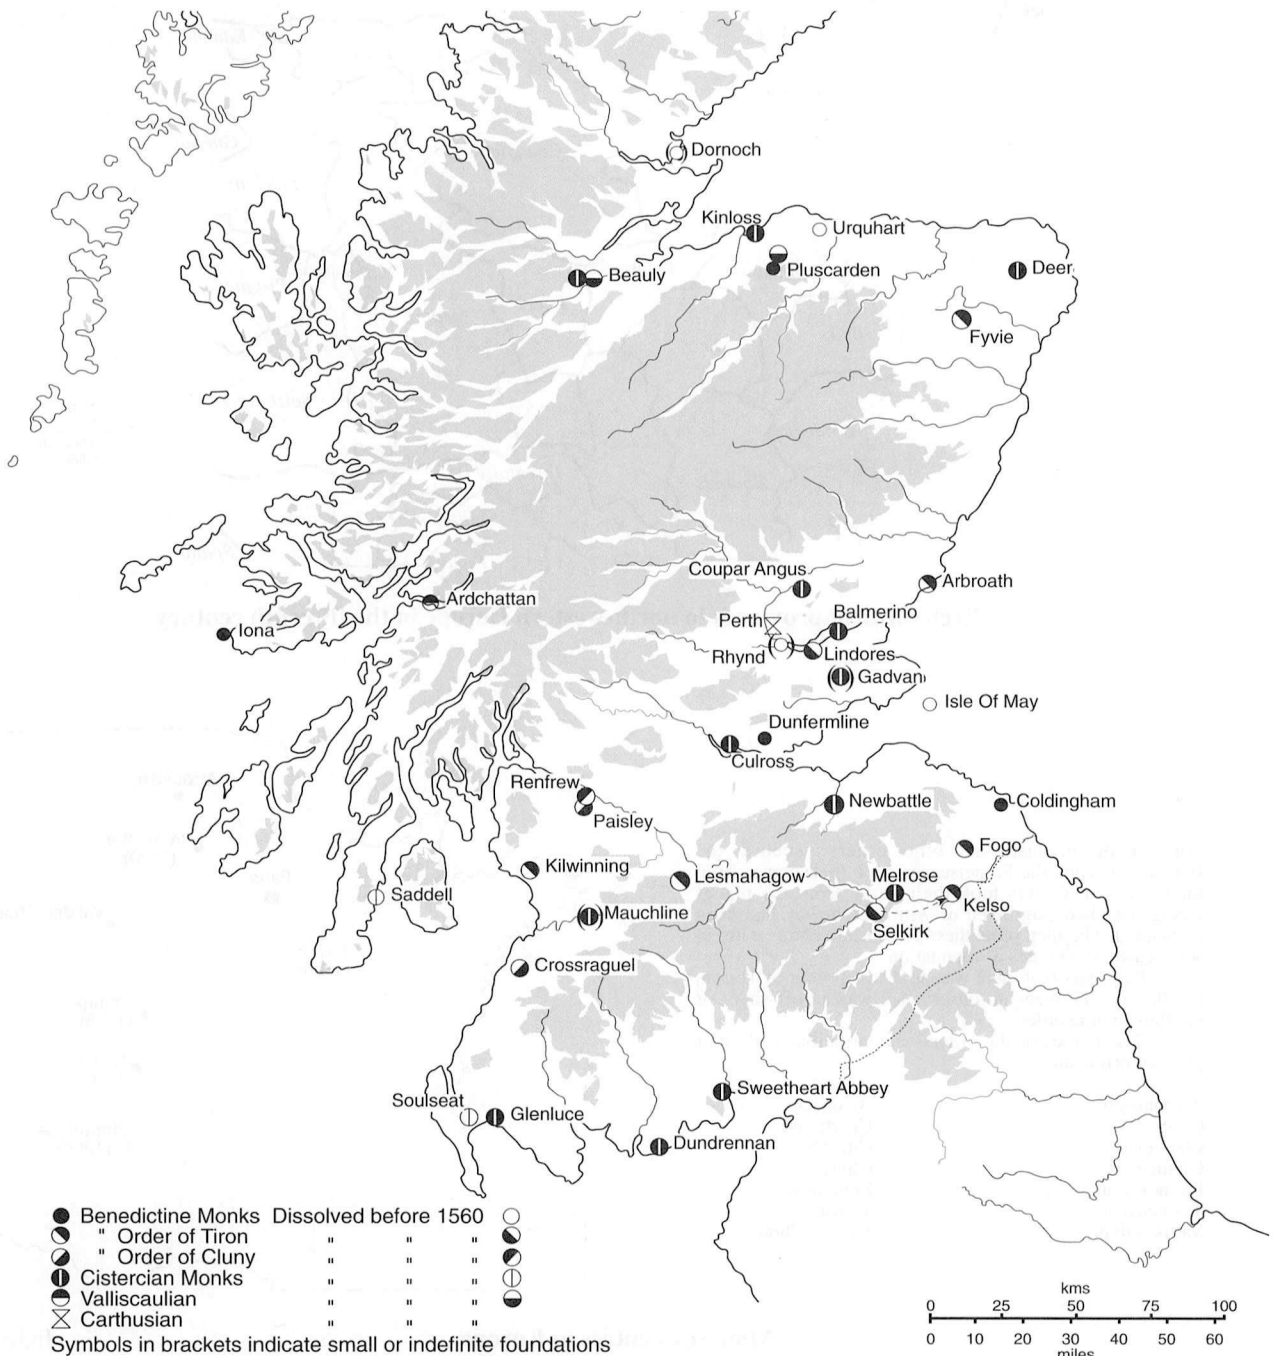 Dornoch
Kinloss
Urquhart
Pluscarden
Beauly
Deer
Fyvie
Coupar Angus
Arbroath
Ardchattan
Perth
Balmerino
Iona
Rhynd
Lindores
Gadvan
Isle Of May
Dunfermline
Culross
Renfrew
Paisley
Newbattle
Coldingham
Fogo
Kilwinning
Lesmahagow
Melrose
Kelso
Saddell
Mauchline
Selkirk
Crossraguel
Sweetheart Abbey
Soulseat
Glenluce
Dundrennan
Benedictine Monks Dissolved before 1560
" Order of Tiron " " "
" Order of Cluny " " "
Cistercian Monks " " "
Valliscaulian " " "
Carthusian " " "
Symbols in brackets indicate small or indefinite foundations
kms
0 25 50 75 100
0 10 20 30 40 50 60
miles